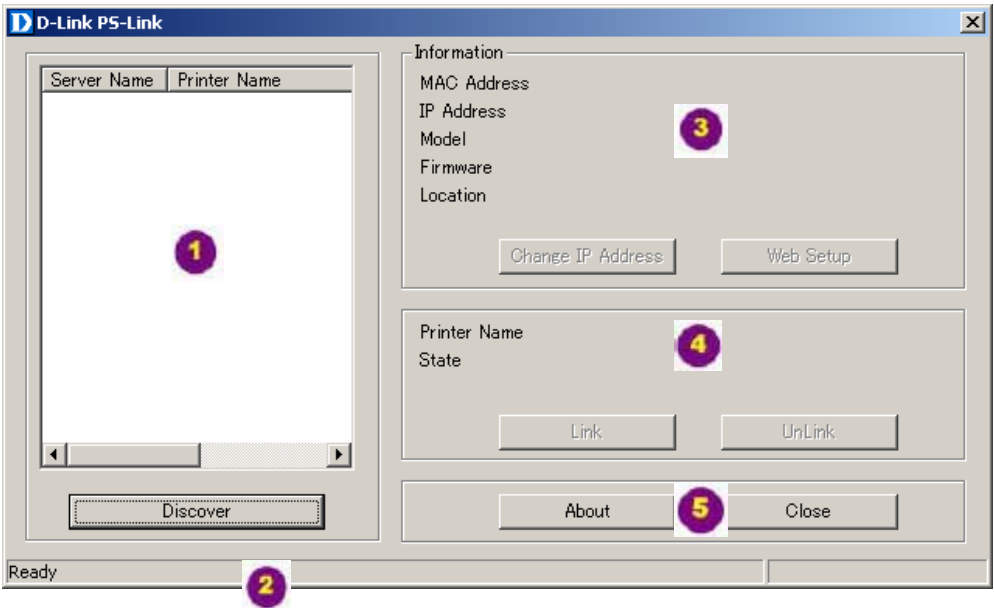 D-Link PS-Link
Server Name Printer Name
1
Discover
Information
MAC Address
IP Address
Model
Firmware
Location
3
Change IP Address Web Setup
Printer Name
State
4
Link UnLink
About 5 Close
Ready
2